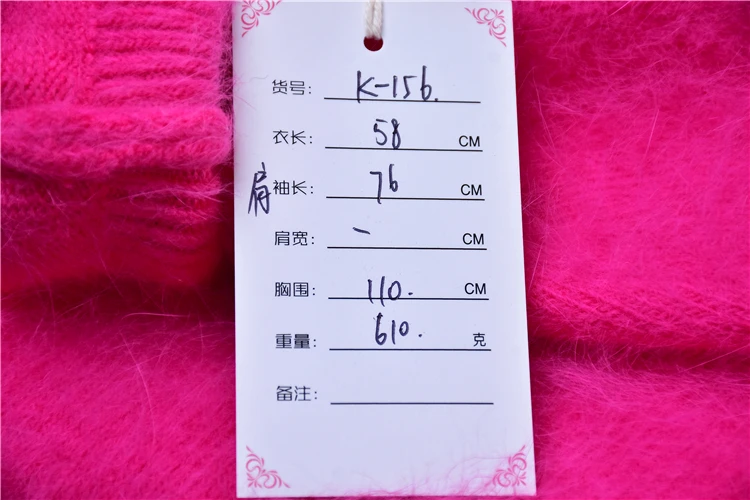 货号: K-156.
衣长: 58 CM
肩袖长: 76 CM
肩宽: - CM
胸围: 110. CM
重量: 610. 克
备注: